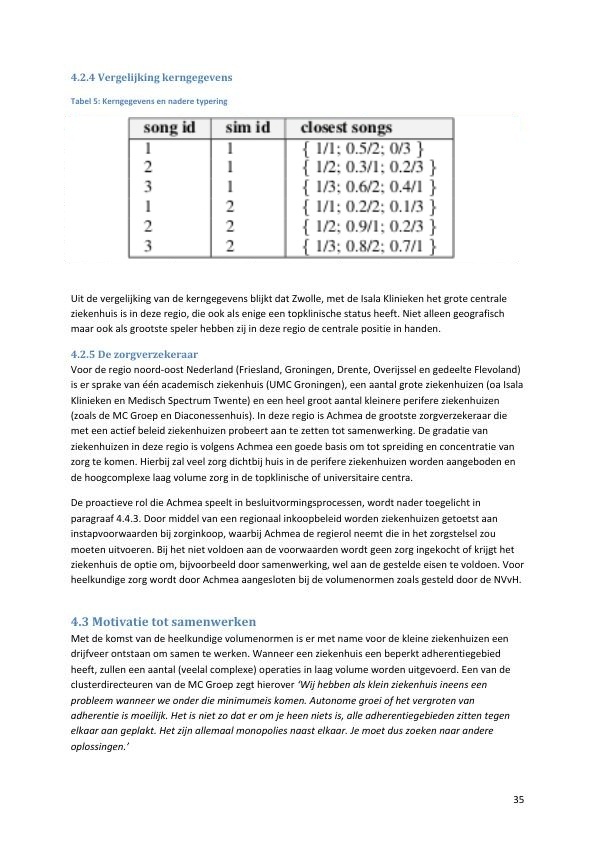 4.2.4 Vergelijking kerngegevens
Tabel 5: Kerngegevens en nadere typering
song id sim id closest songs
1 1 { 1/1; 0.5/2; 0/3 }
2 1 { 1/2; 0.3/1; 0.2/3 }
3 1 { 1/3; 0.6/2; 0.4/1 }
1 2 { 1/1; 0.2/2; 0.1/3 }
2 2 { 1/2; 0.9/1; 0.2/3 }
3 2 { 1/3; 0.8/2; 0.7/1 }
Uit de vergelijking van de kerngegevens blijkt dat Zwolle, met de Isala Klinieken het grote centrale
ziekenhuis is in deze regio, die ook als enige een topklinische status heeft. Niet alleen geografisch
maar ook als grootste speler hebben zij in deze regio de centrale positie in handen.
4.2.5 De zorgverzekeraar
Voor de regio noord-oost Nederland (Friesland, Groningen, Drente, Overijssel en gedeelte Flevoland)
is er sprake van één academisch ziekenhuis (UMC Groningen), een aantal grote ziekenhuizen (oa Isala
Klinieken en Medisch Spectrum Twente) en een heel groot aantal kleinere perifere ziekenhuizen
(zoals de MC Groep en Diaconessenhuis). In deze regio is Achmea de grootste zorgverzekeraar die
met een actief beleid ziekenhuizen probeert aan te zetten tot samenwerking. De gradatie van
ziekenhuizen in deze regio is volgens Achmea een goede basis om tot spreiding en concentratie van
zorg te komen. Hierbij zal veel zorg dichtbij huis in de perifere ziekenhuizen worden aangeboden en
de hoogcomplexe laag volume zorg in de topklinische of universitaire centra.
De proactieve rol die Achmea speelt in besluitvormingsprocessen, wordt nader toegelicht in
paragraaf 4.4.3. Door middel van een regionaal inkoopbeleid worden ziekenhuizen getoetst aan
instapvoorwaarden bij zorginkoop, waarbij Achmea de regierol neemt die in het zorgstelsel zou
moeten uitvoeren. Bij het niet voldoen aan de voorwaarden wordt geen zorg ingekocht of krijgt het
ziekenhuis de optie om, bijvoorbeeld door samenwerking, wel aan de gestelde eisen te voldoen. Voor
heelkundige zorg wordt door Achmea aangesloten bij de volumenormen zoals gesteld door de NVvH.
4.3 Motivatie tot samenwerken
Met de komst van de heelkundige volumenormen is er met name voor de kleine ziekenhuizen een
drijfveer ontstaan om samen te werken. Wanneer een ziekenhuis een beperkt adherentiegebied
heeft, zullen een aantal (veelal complexe) operaties in laag volume worden uitgevoerd. Een van de
clusterdirecteuren van de MC Groep zegt hierover ‘Wij hebben als klein ziekenhuis ineens een
probleem wanneer we onder die minimumeis komen. Autonome groei of het vergroten van
adherentie is moeilijk. Het is niet zo dat er om je heen niets is, alle adherentiegebieden zitten tegen
elkaar aan geplakt. Het zijn allemaal monopolies naast elkaar. Je moet dus zoeken naar andere
oplossingen.’
35